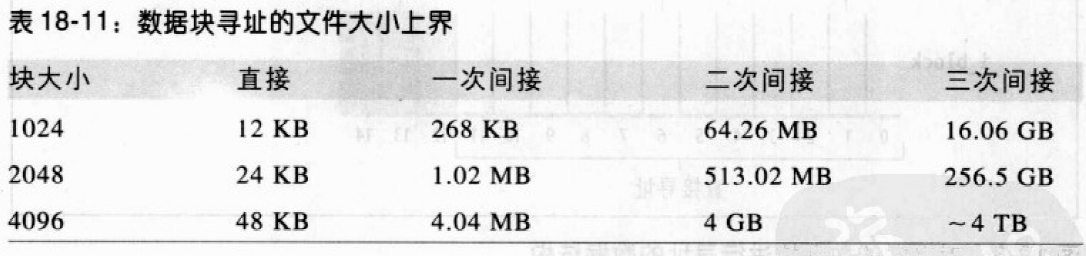 表 18-11：数据块寻址的文件大小上界
块大小 直接 一次间接 二次间接 三次间接
1024 12 KB 268 KB 64.26 MB 16.06 GB
2048 24 KB 1.02 MB 513.02 MB 256.5 GB
4096 48 KB 4.04 MB 4 GB ~4 TB